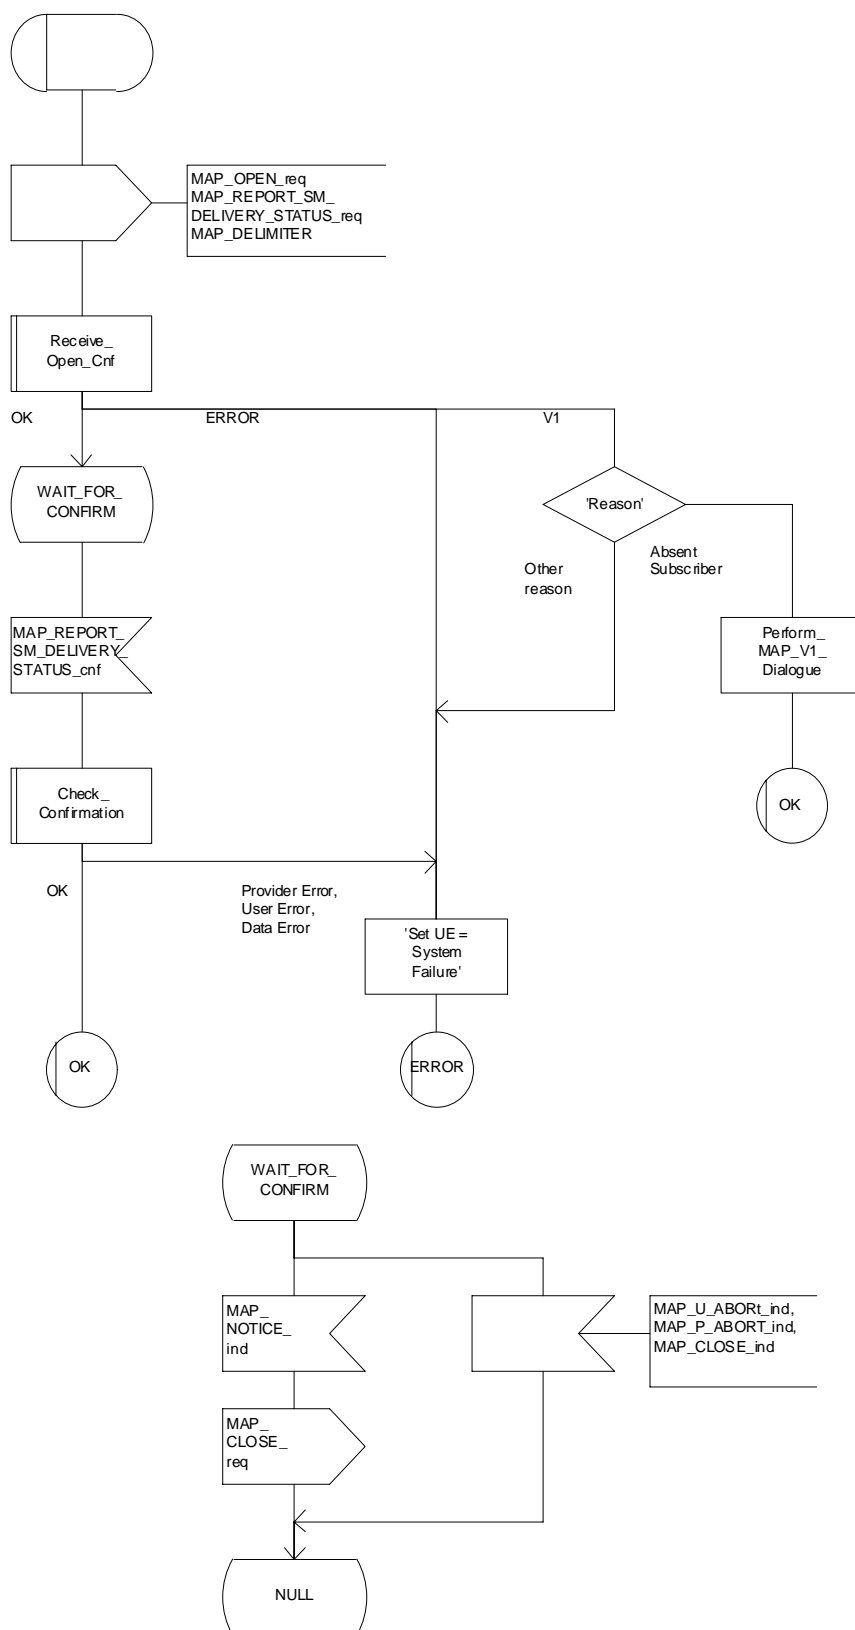 MAP_OPEN_req
MAP_REPORT_SM_
DELIVERY_STATUS_req
MAP_DELIMITER
Receive_
Open_Cnf
OK
ERROR
V1
WAIT_FOR_
CONFIRM
'Reason'
Other
reason
Absent
Subscriber
MAP_REPORT_
SM_DELIVERY_
STATUS_cnf
Perform_
MAP_V1_
Dialogue
Check_
Confirmation
OK
OK
Provider Error,
User Error,
Data Error
'Set UE =
System
Failure'
OK
ERROR
WAIT_FOR_
CONFIRM
MAP_
NOTICE_
ind
MAP_U_ABORt_ind,
MAP_P_ABORT_ind,
MAP_CLOSE_ind
MAP_
CLOSE_
req
NULL